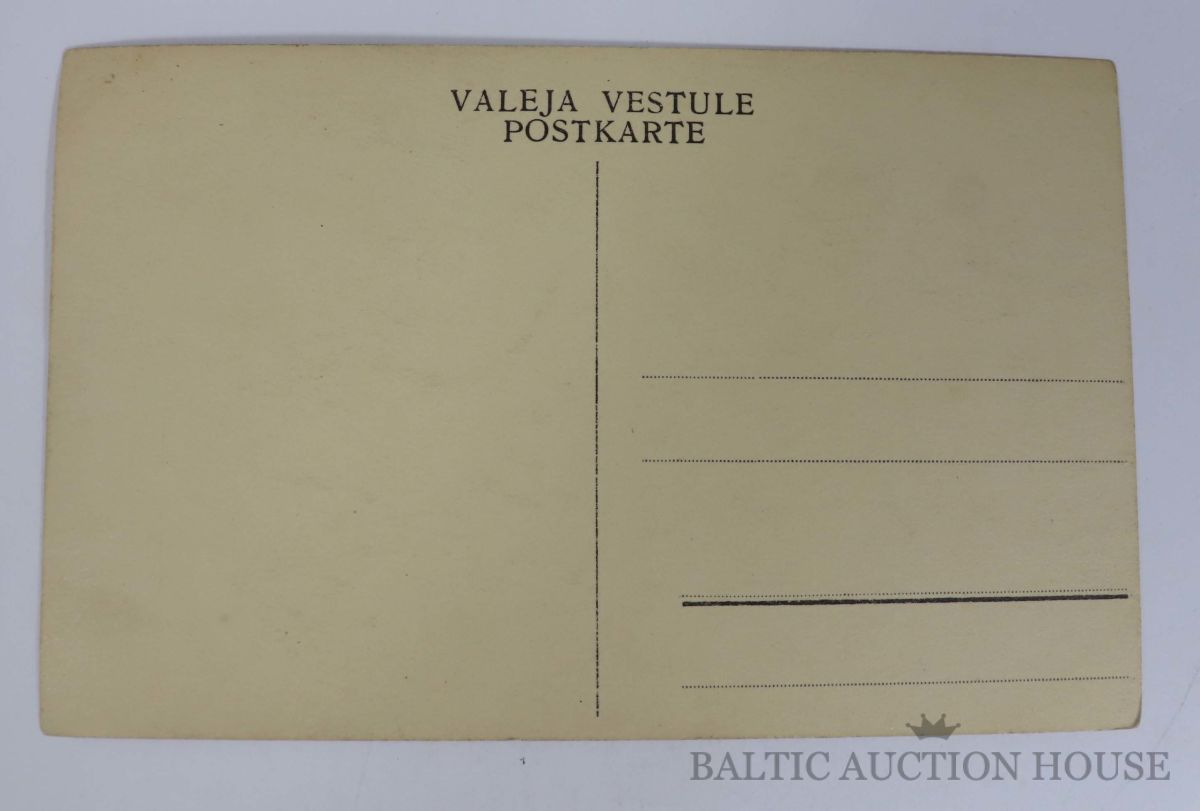 VALEJA VESTULE
POSTKARTE
BALTIC AUCTION HOUSE